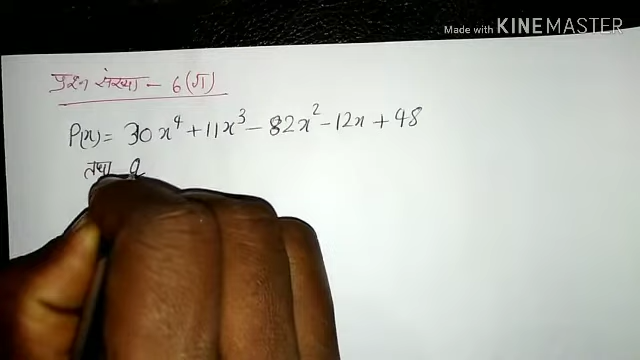 Made with KINEMASTER
प्रश्न संख्या - 6(ग)
P(x) = 30x⁴ + 11x³ - 82x² - 12x + 48
तथा q